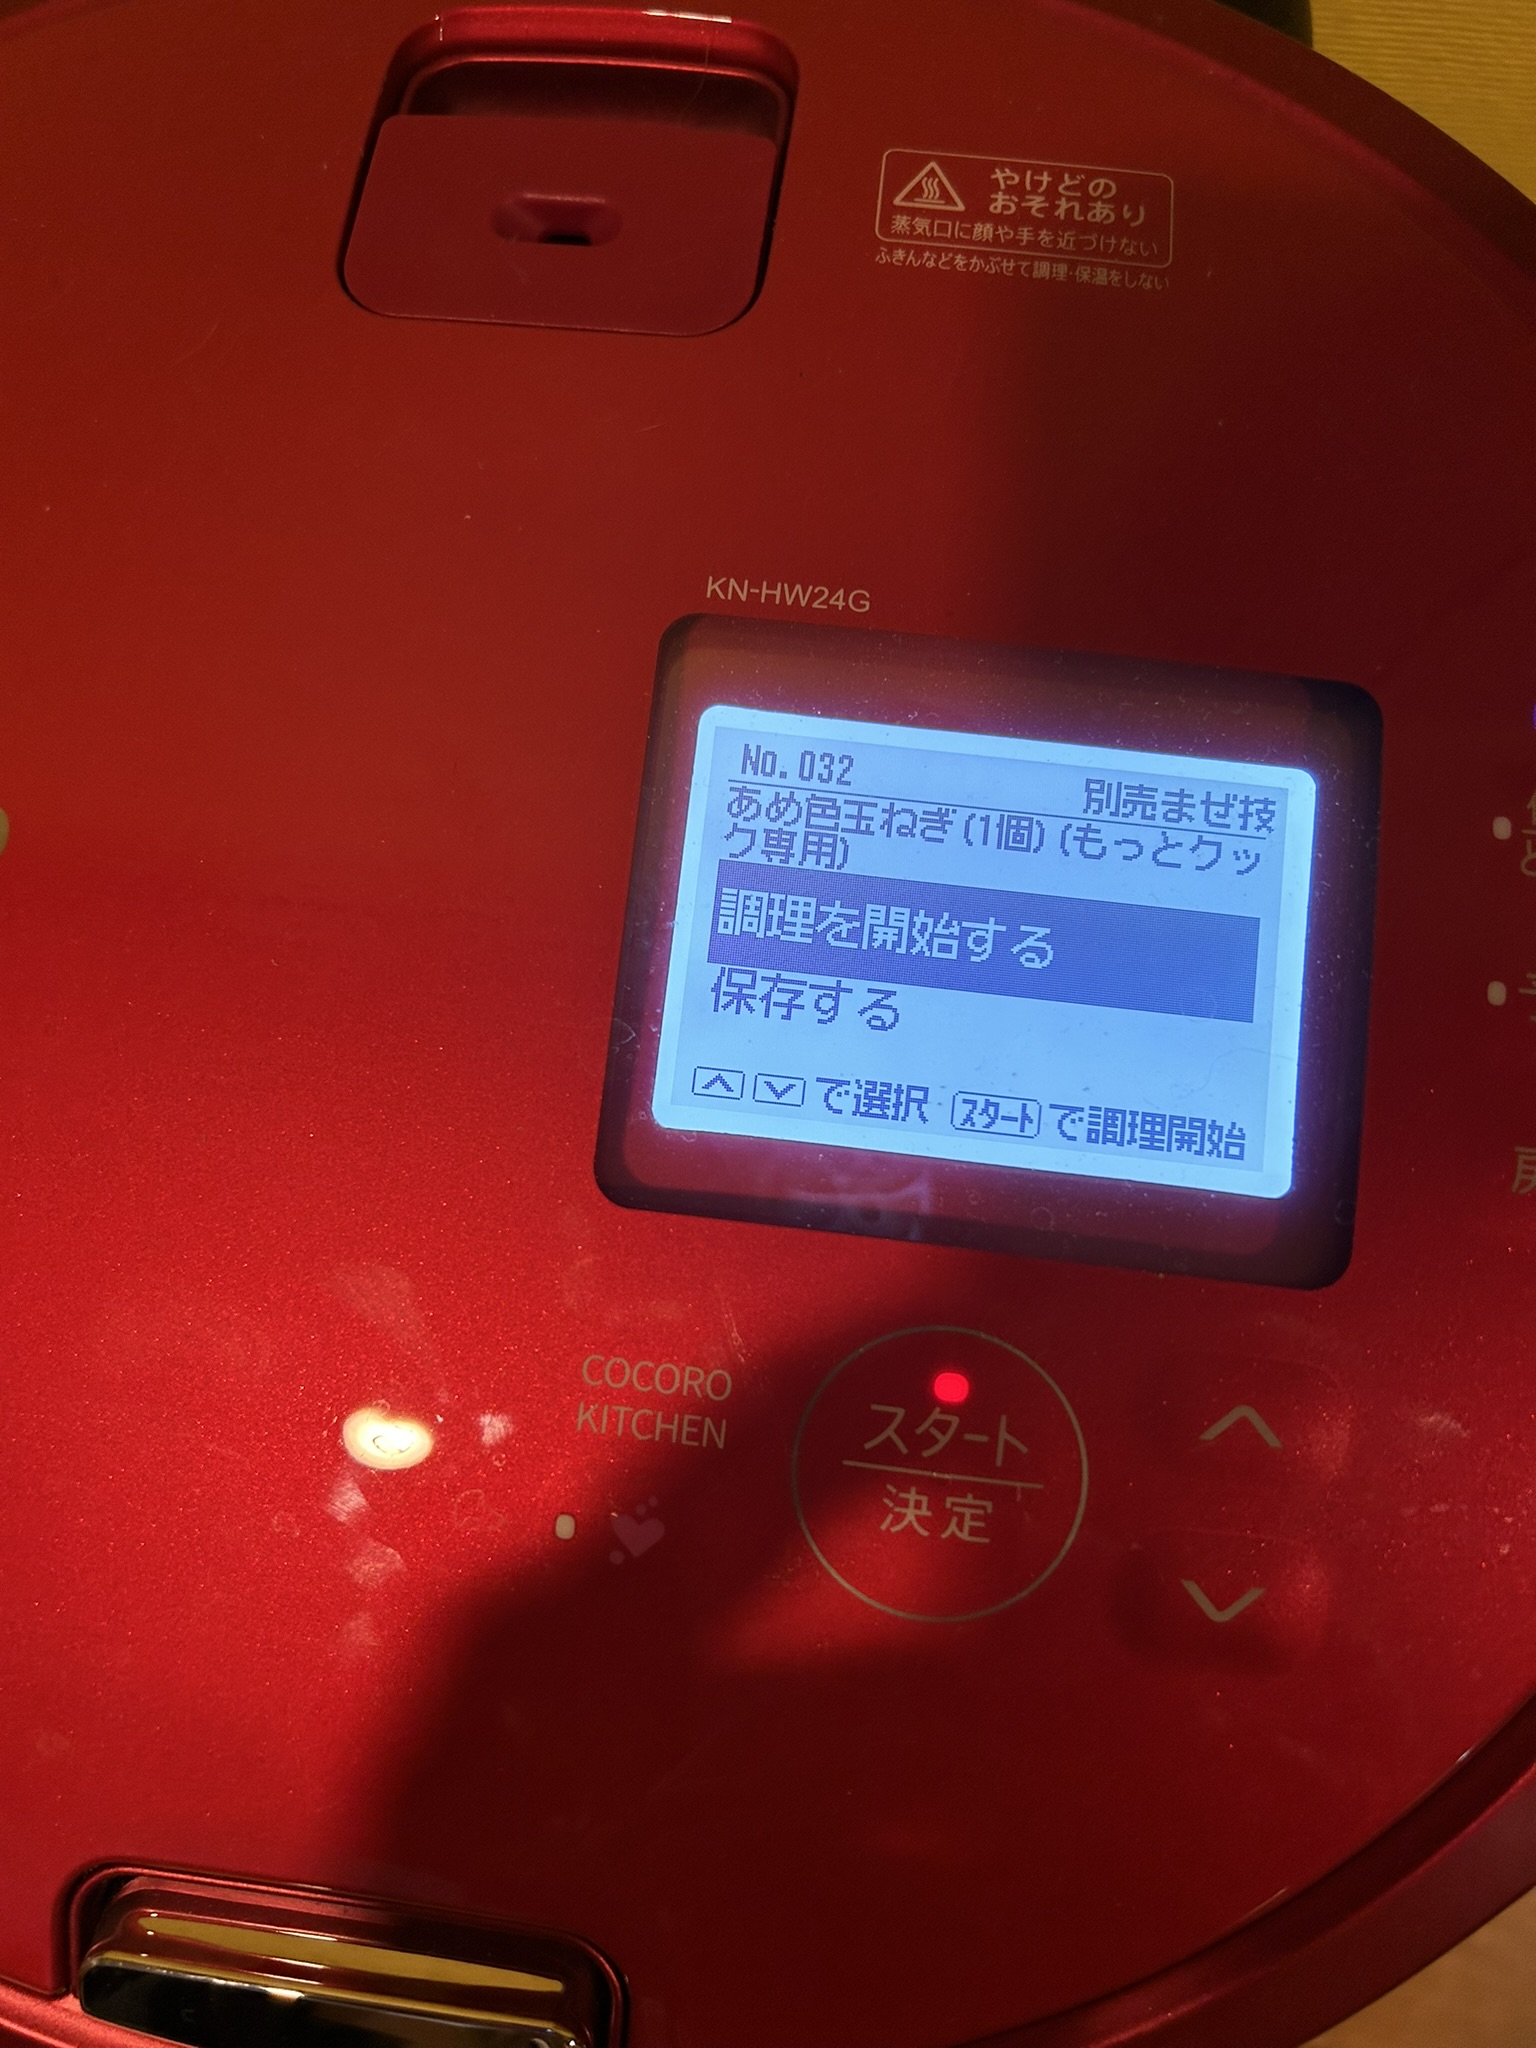 やけどの
おそれあり
蒸気口に顔や手を近づけない
ふきんなどをかぶせて調理・保温をしない
KN-HW24G
No.032
別売まぜ技
あめ色玉ねぎ(1個)(もっとクッ
ク専用)
調理を開始する
保存する
で選択 スタート で調理開始
COCORO
KITCHEN
スタート
決定